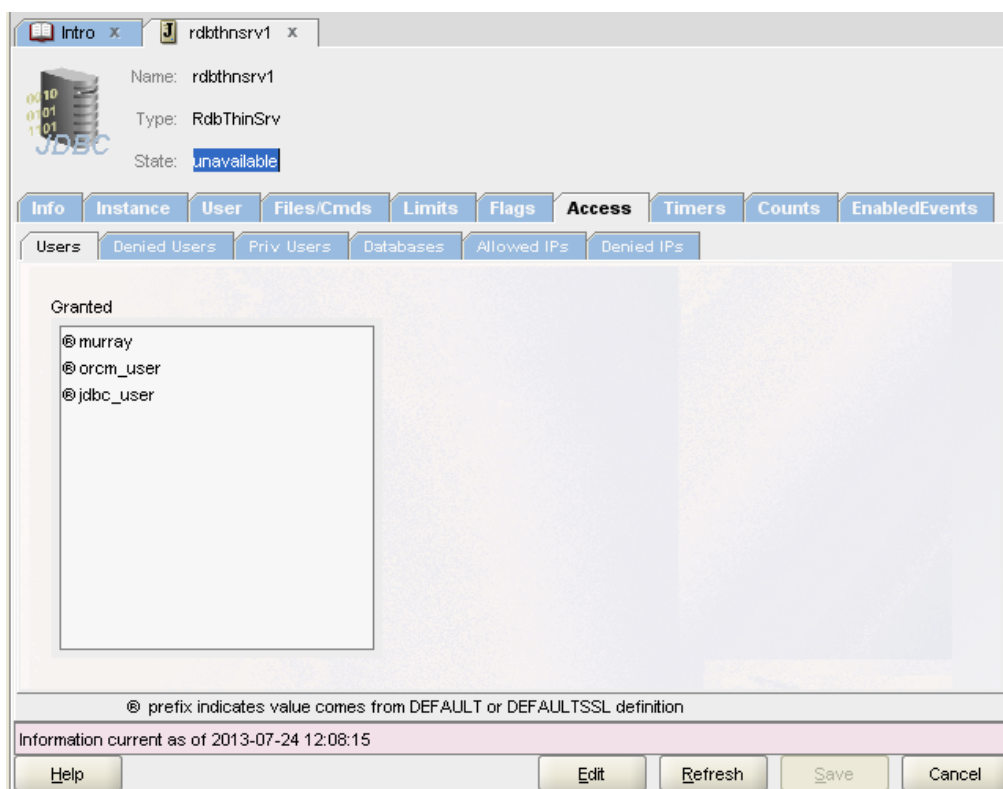 Intro x rdbthnsrv1 x
Name: rdbthnsrv1
0010
0101
1101
JDBC
Type: RdbThinSrv
State: unavailable
Info Instance User Files/Cmds Limits Flags Access Timers Counts EnabledEvents
Users Denied Users Priv Users Databases Allowed IPs Denied IPs
Granted
® murray
® orcm_user
® jdbc_user
® prefix indicates value comes from DEFAULT or DEFAULTSSL definition
Information current as of 2013-07-24 12:08:15
Help Edit Refresh Save Cancel